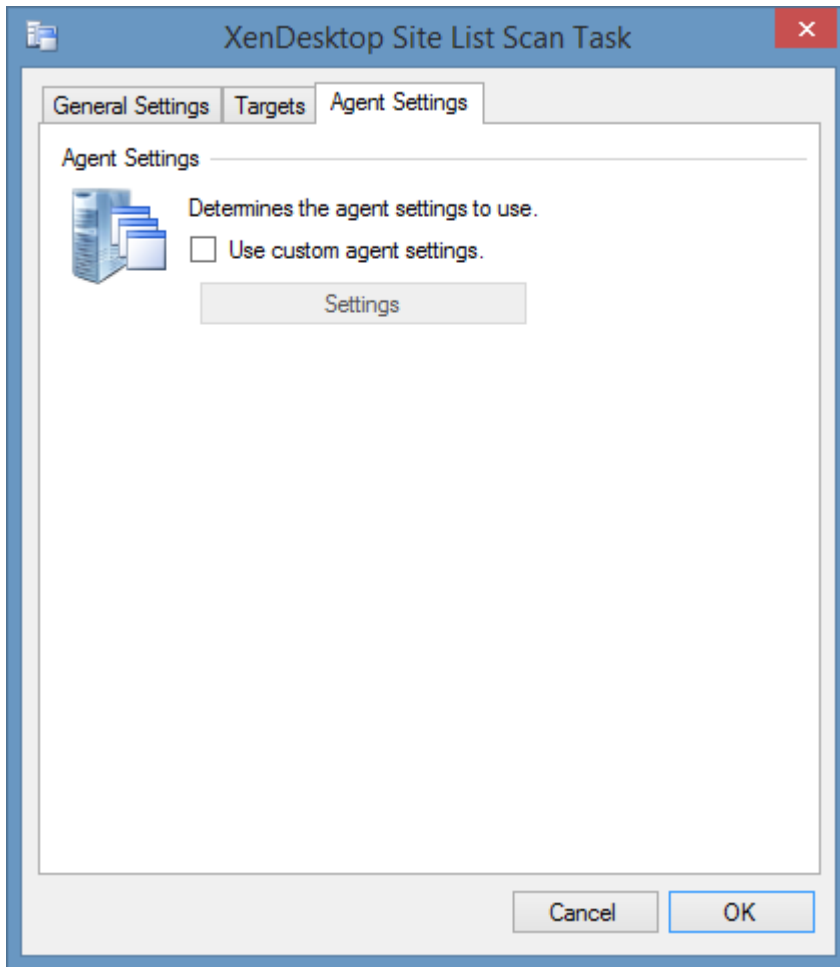 XenDesktop Site List Scan Task
General Settings Targets Agent Settings
Agent Settings
Determines the agent settings to use.
Use custom agent settings.
Settings
Cancel OK